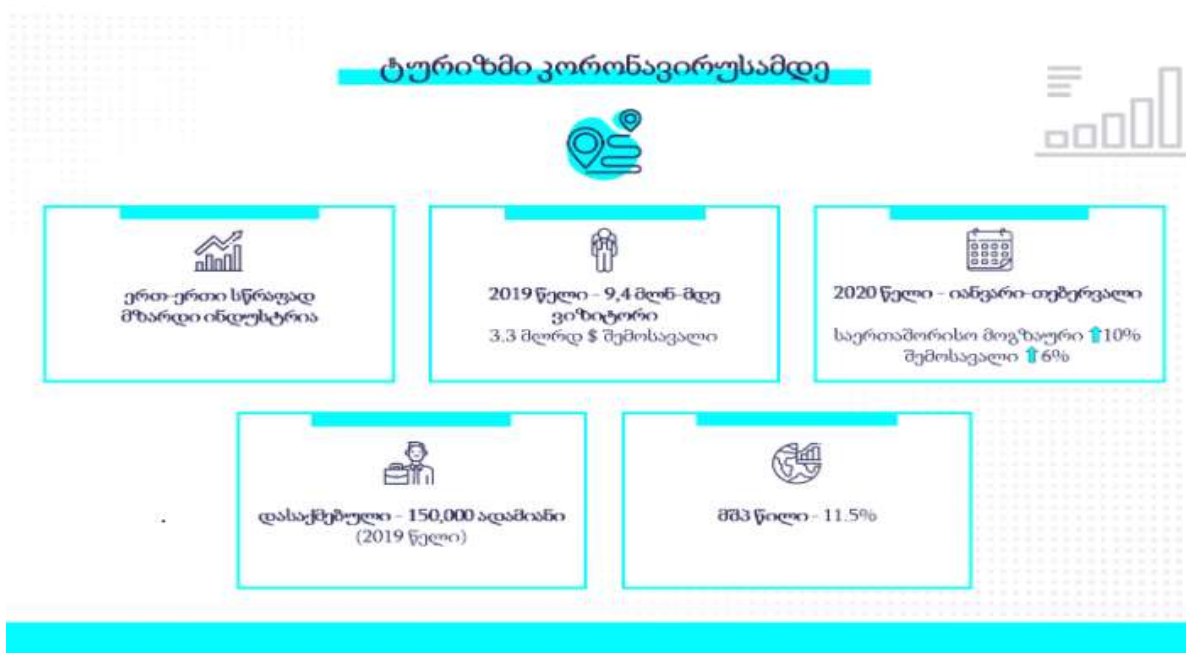 ტურიზმი კორონავირუსამდე
ერთ-ერთი სწრაფად
მზარდი ინდუსტრია
2019 წელი - 9,4 მლნ-მდე
ვიზიტორი
3.3 მლრდ $ შემოსავალი
2020 წელი - იანვარი-თებერვალი
საერთაშორისო მოგზაური ⬆10%
შემოსავალი ⬆6%
დასაქმებული - 150,000 ადამიანი
(2019 წელი)
მშპ წილი - 11.5%